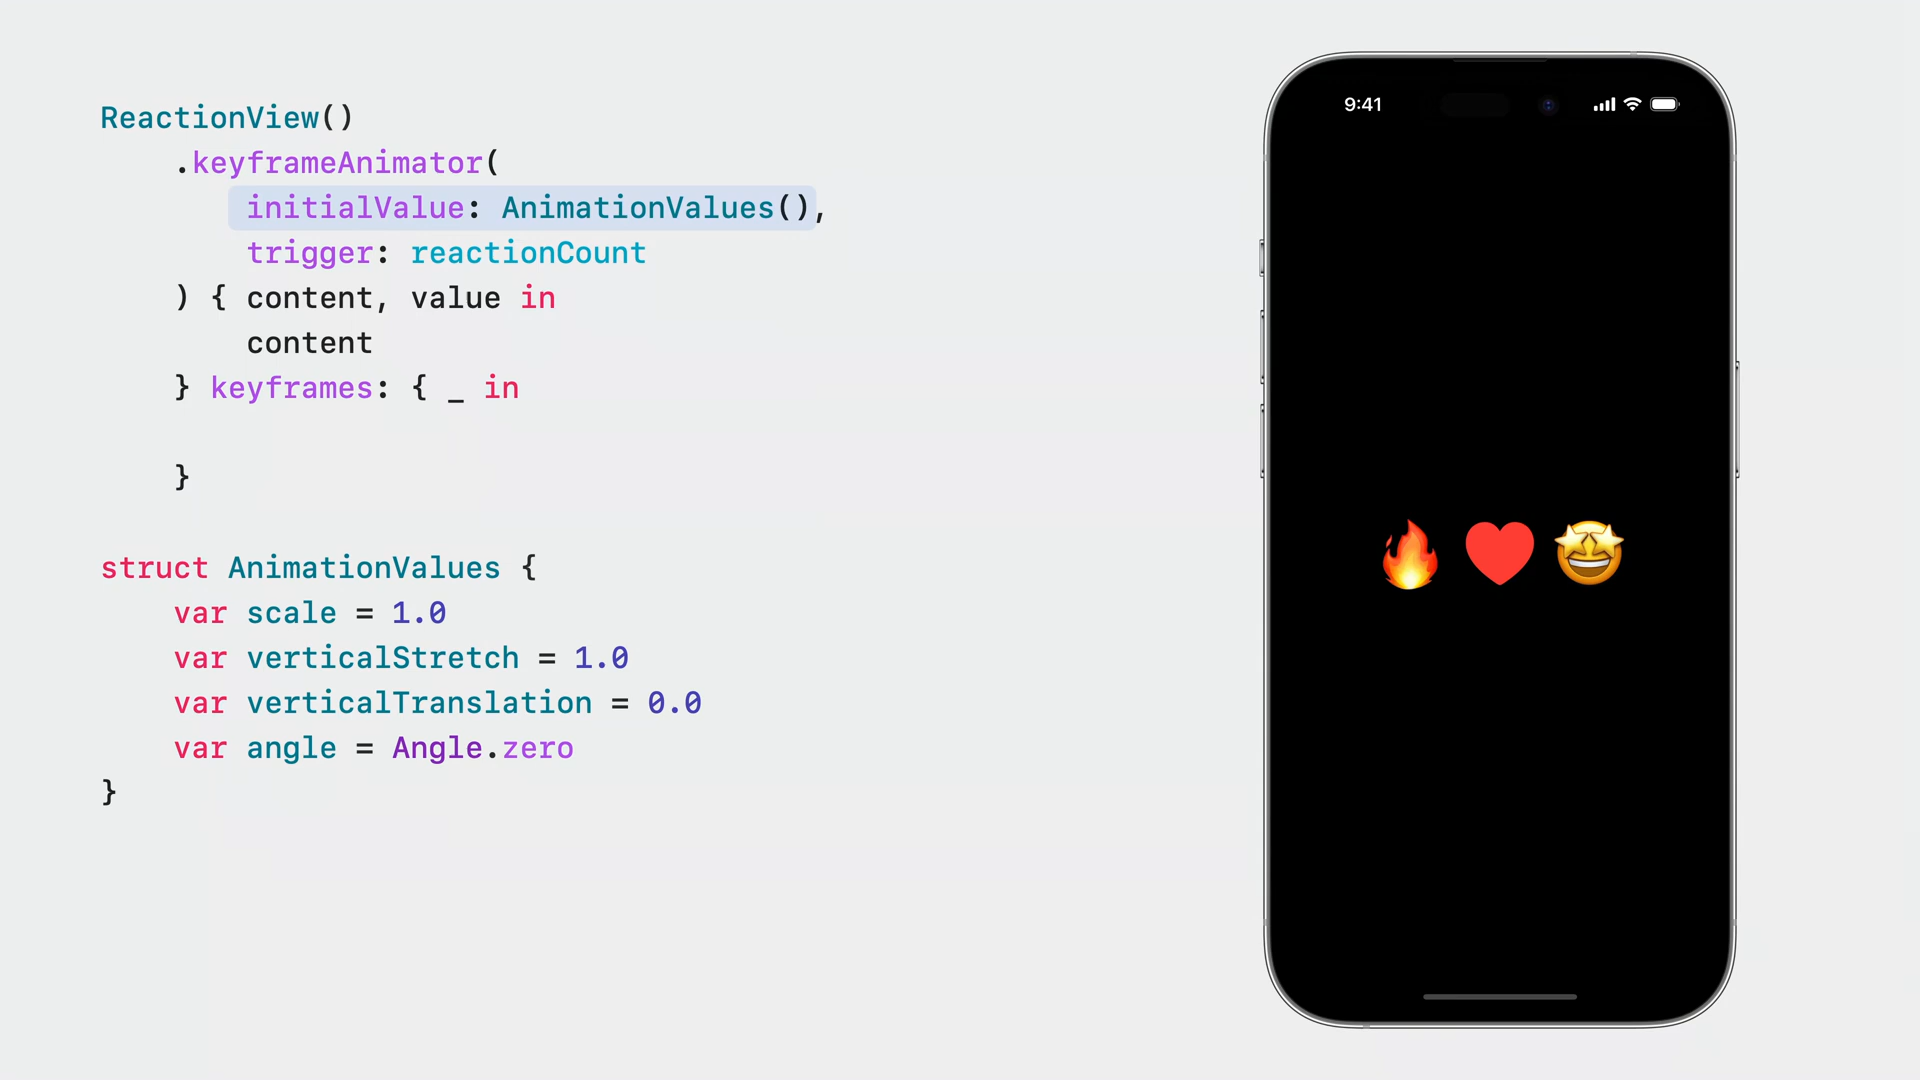 ReactionView()
.keyframeAnimator(
initialValue: AnimationValues(),
trigger: reactionCount
) { content, value in
content
} keyframes: { _ in
}
struct AnimationValues {
var scale = 1.0
var verticalStretch = 1.0
var verticalTranslation = 0.0
var angle = Angle.zero
}
9:41